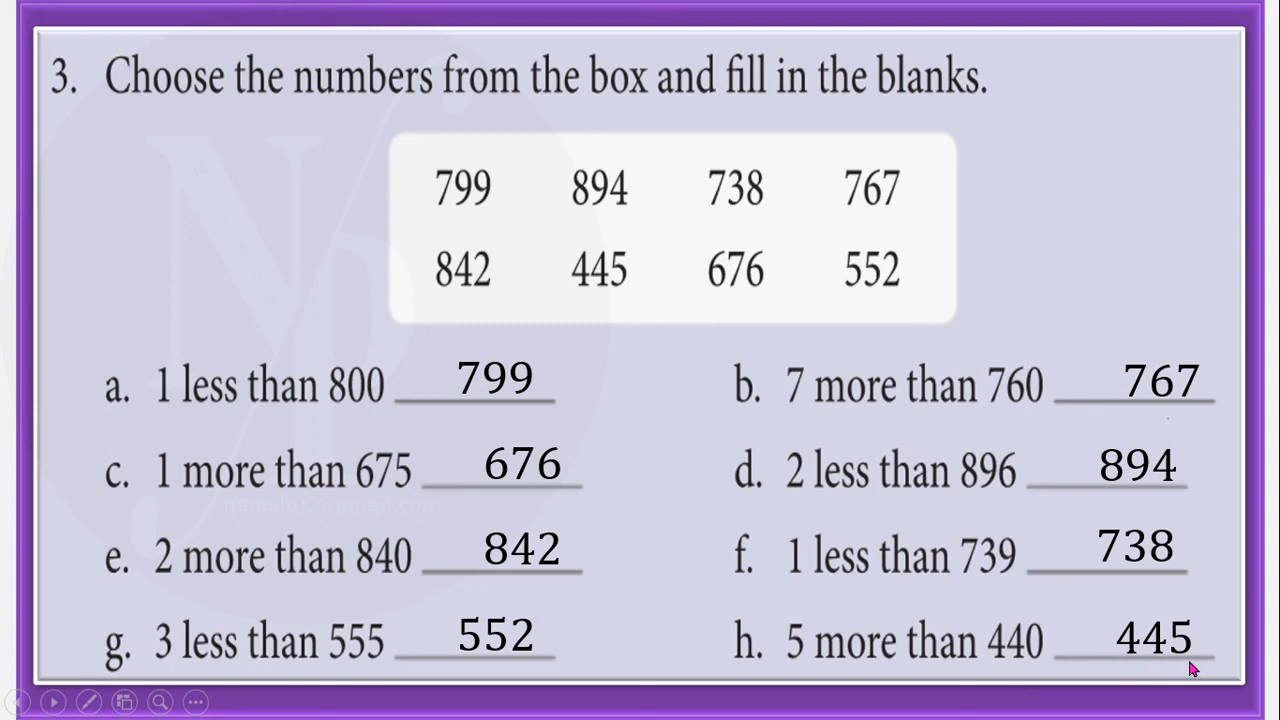 3. Choose the numbers from the box and fill in the blanks.
799 894 738 767
842 445 676 552
a. 1 less than 800 799
b. 7 more than 760 767
c. 1 more than 675 676
d. 2 less than 896 894
e. 2 more than 840 842
f. 1 less than 739 738
g. 3 less than 555 552
h. 5 more than 440 445